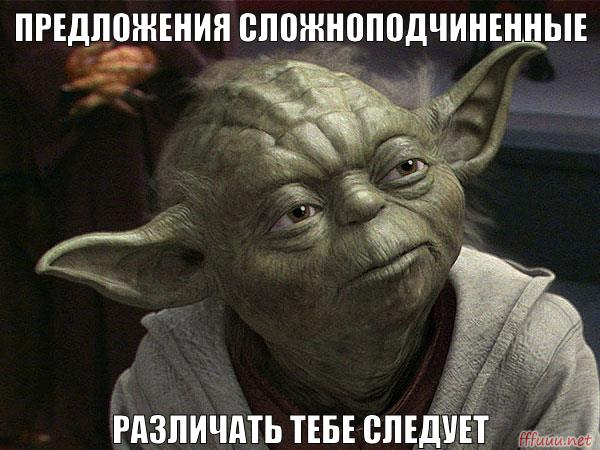 ПРЕДЛОЖЕНИЯ СЛОЖНОПОДЧИНЕННЫЕ
РАЗЛИЧАТЬ ТЕБЕ СЛЕДУЕТ
fffuuu.net